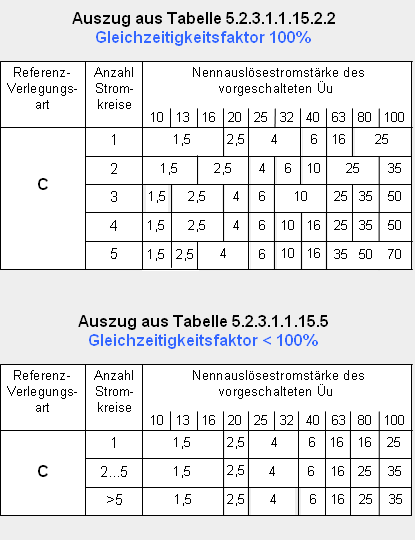 Auszug aus Tabelle 5.2.3.1.1.15.2.2
Gleichzeitigkeitsfaktor 100%
Referenz-Verlegungs-art Anzahl Strom-kreise Nennauslösestromstärke des vorgeschalteten Üu
10 13 16 20 25 32 40 63 80 100
C
1 1,5 2,5 4 6 16 25
2 1,5 2,5 4 6 10 25 35
3 1,5 2,5 4 6 10 25 35 50
4 1,5 2,5 4 6 10 16 25 35 50
5 1,5 2,5 4 6 10 16 35 50 70
Auszug aus Tabelle 5.2.3.1.1.15.5
Gleichzeitigkeitsfaktor < 100%
Referenz-Verlegungs-art Anzahl Strom-kreise Nennauslösestromstärke des vorgeschalteten Üu
10 13 16 20 25 32 40 63 80 100
C
1 1,5 2,5 4 6 16 16 25
2...5 1,5 2,5 4 6 16 25 35
>5 1,5 2,5 4 6 16 25 35